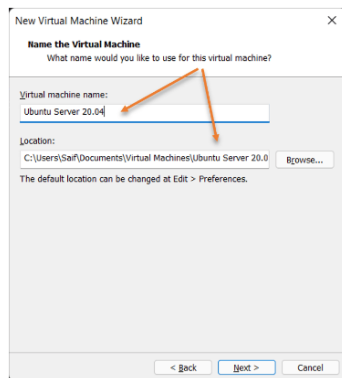 New Virtual Machine Wizard
Name the Virtual Machine
What name would you like to use for this virtual machine?
Virtual machine name:
Ubuntu Server 20.04
Location:
C:\Users\Saif\Documents\Virtual Machines\Ubuntu Server 20.0
Browse...
The default location can be changed at Edit > Preferences.
< Back
Next >
Cancel